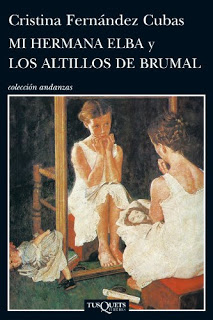 Cristina Fernández Cubas
MI HERMANA ELBA y
LOS ALTILLOS DE BRUMAL
colección andanzas
TUSQUETS